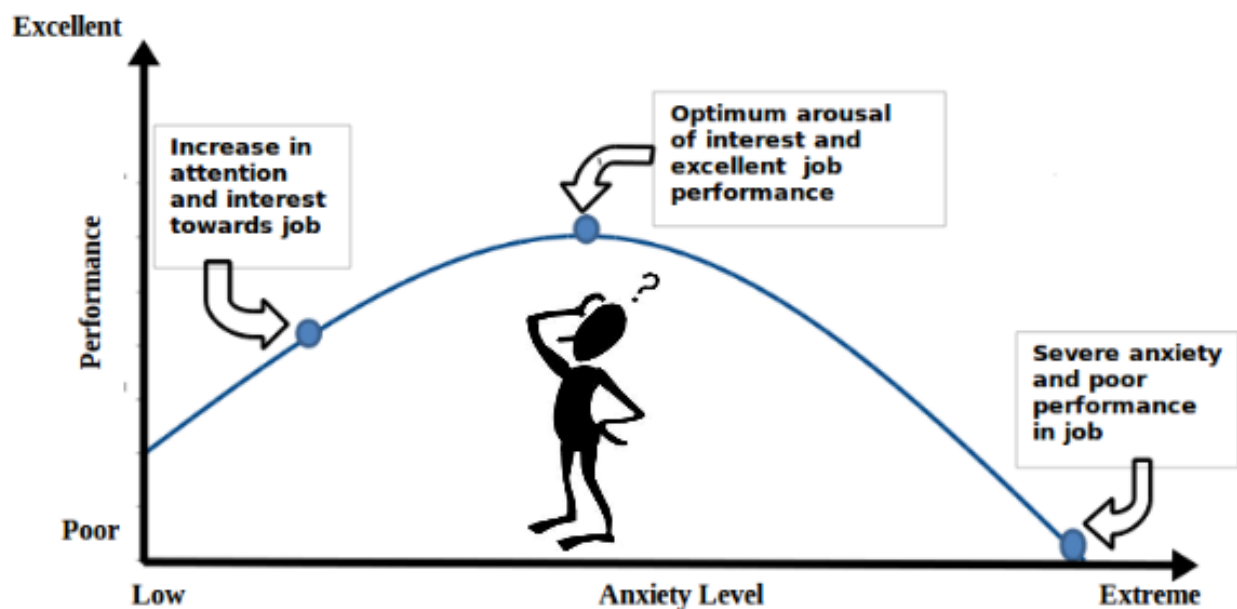 Excellent
Increase in
attention
and interest
towards job
Optimum arousal
of interest and
excellent job
performance
Performance
?
Severe anxiety
and poor
performance
in job
Poor
Low
Anxiety Level
Extreme